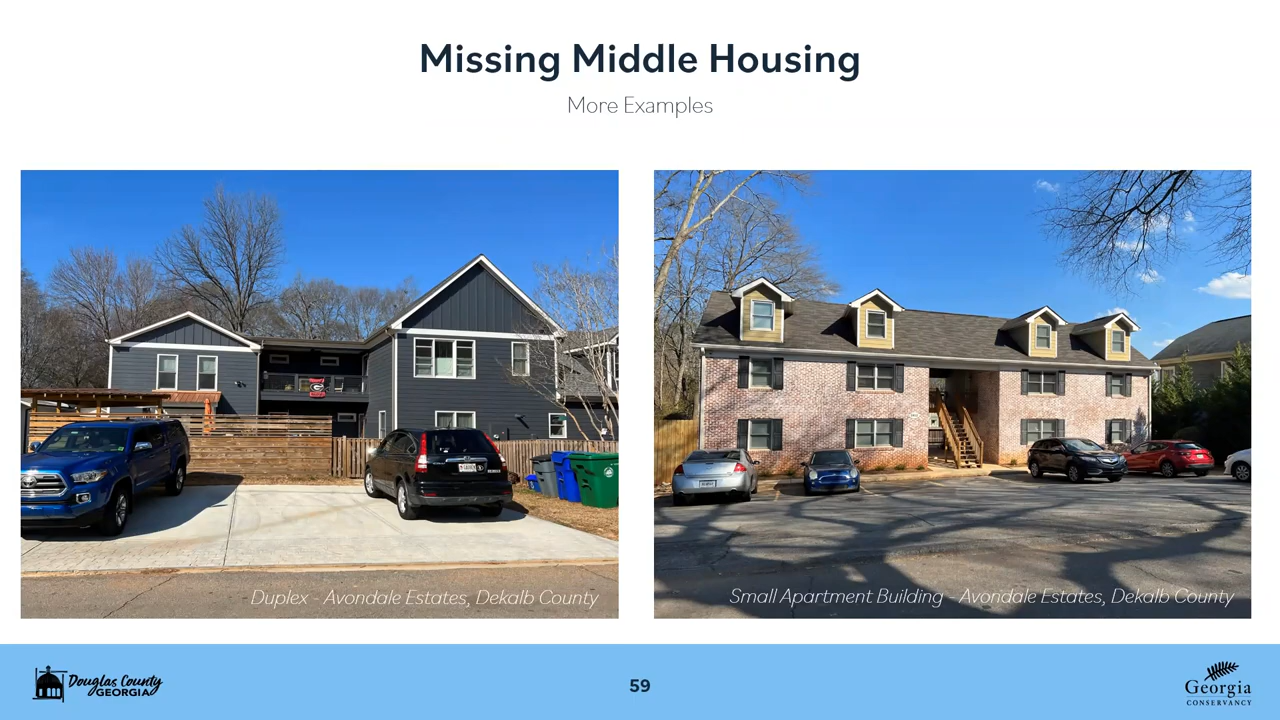 Missing Middle Housing
More Examples
Duplex - Avondale Estates, Dekalb County
Small Apartment Building - Avondale Estates, Dekalb County
Douglas County
GEORGIA
59
Georgia
CONSERVANCY